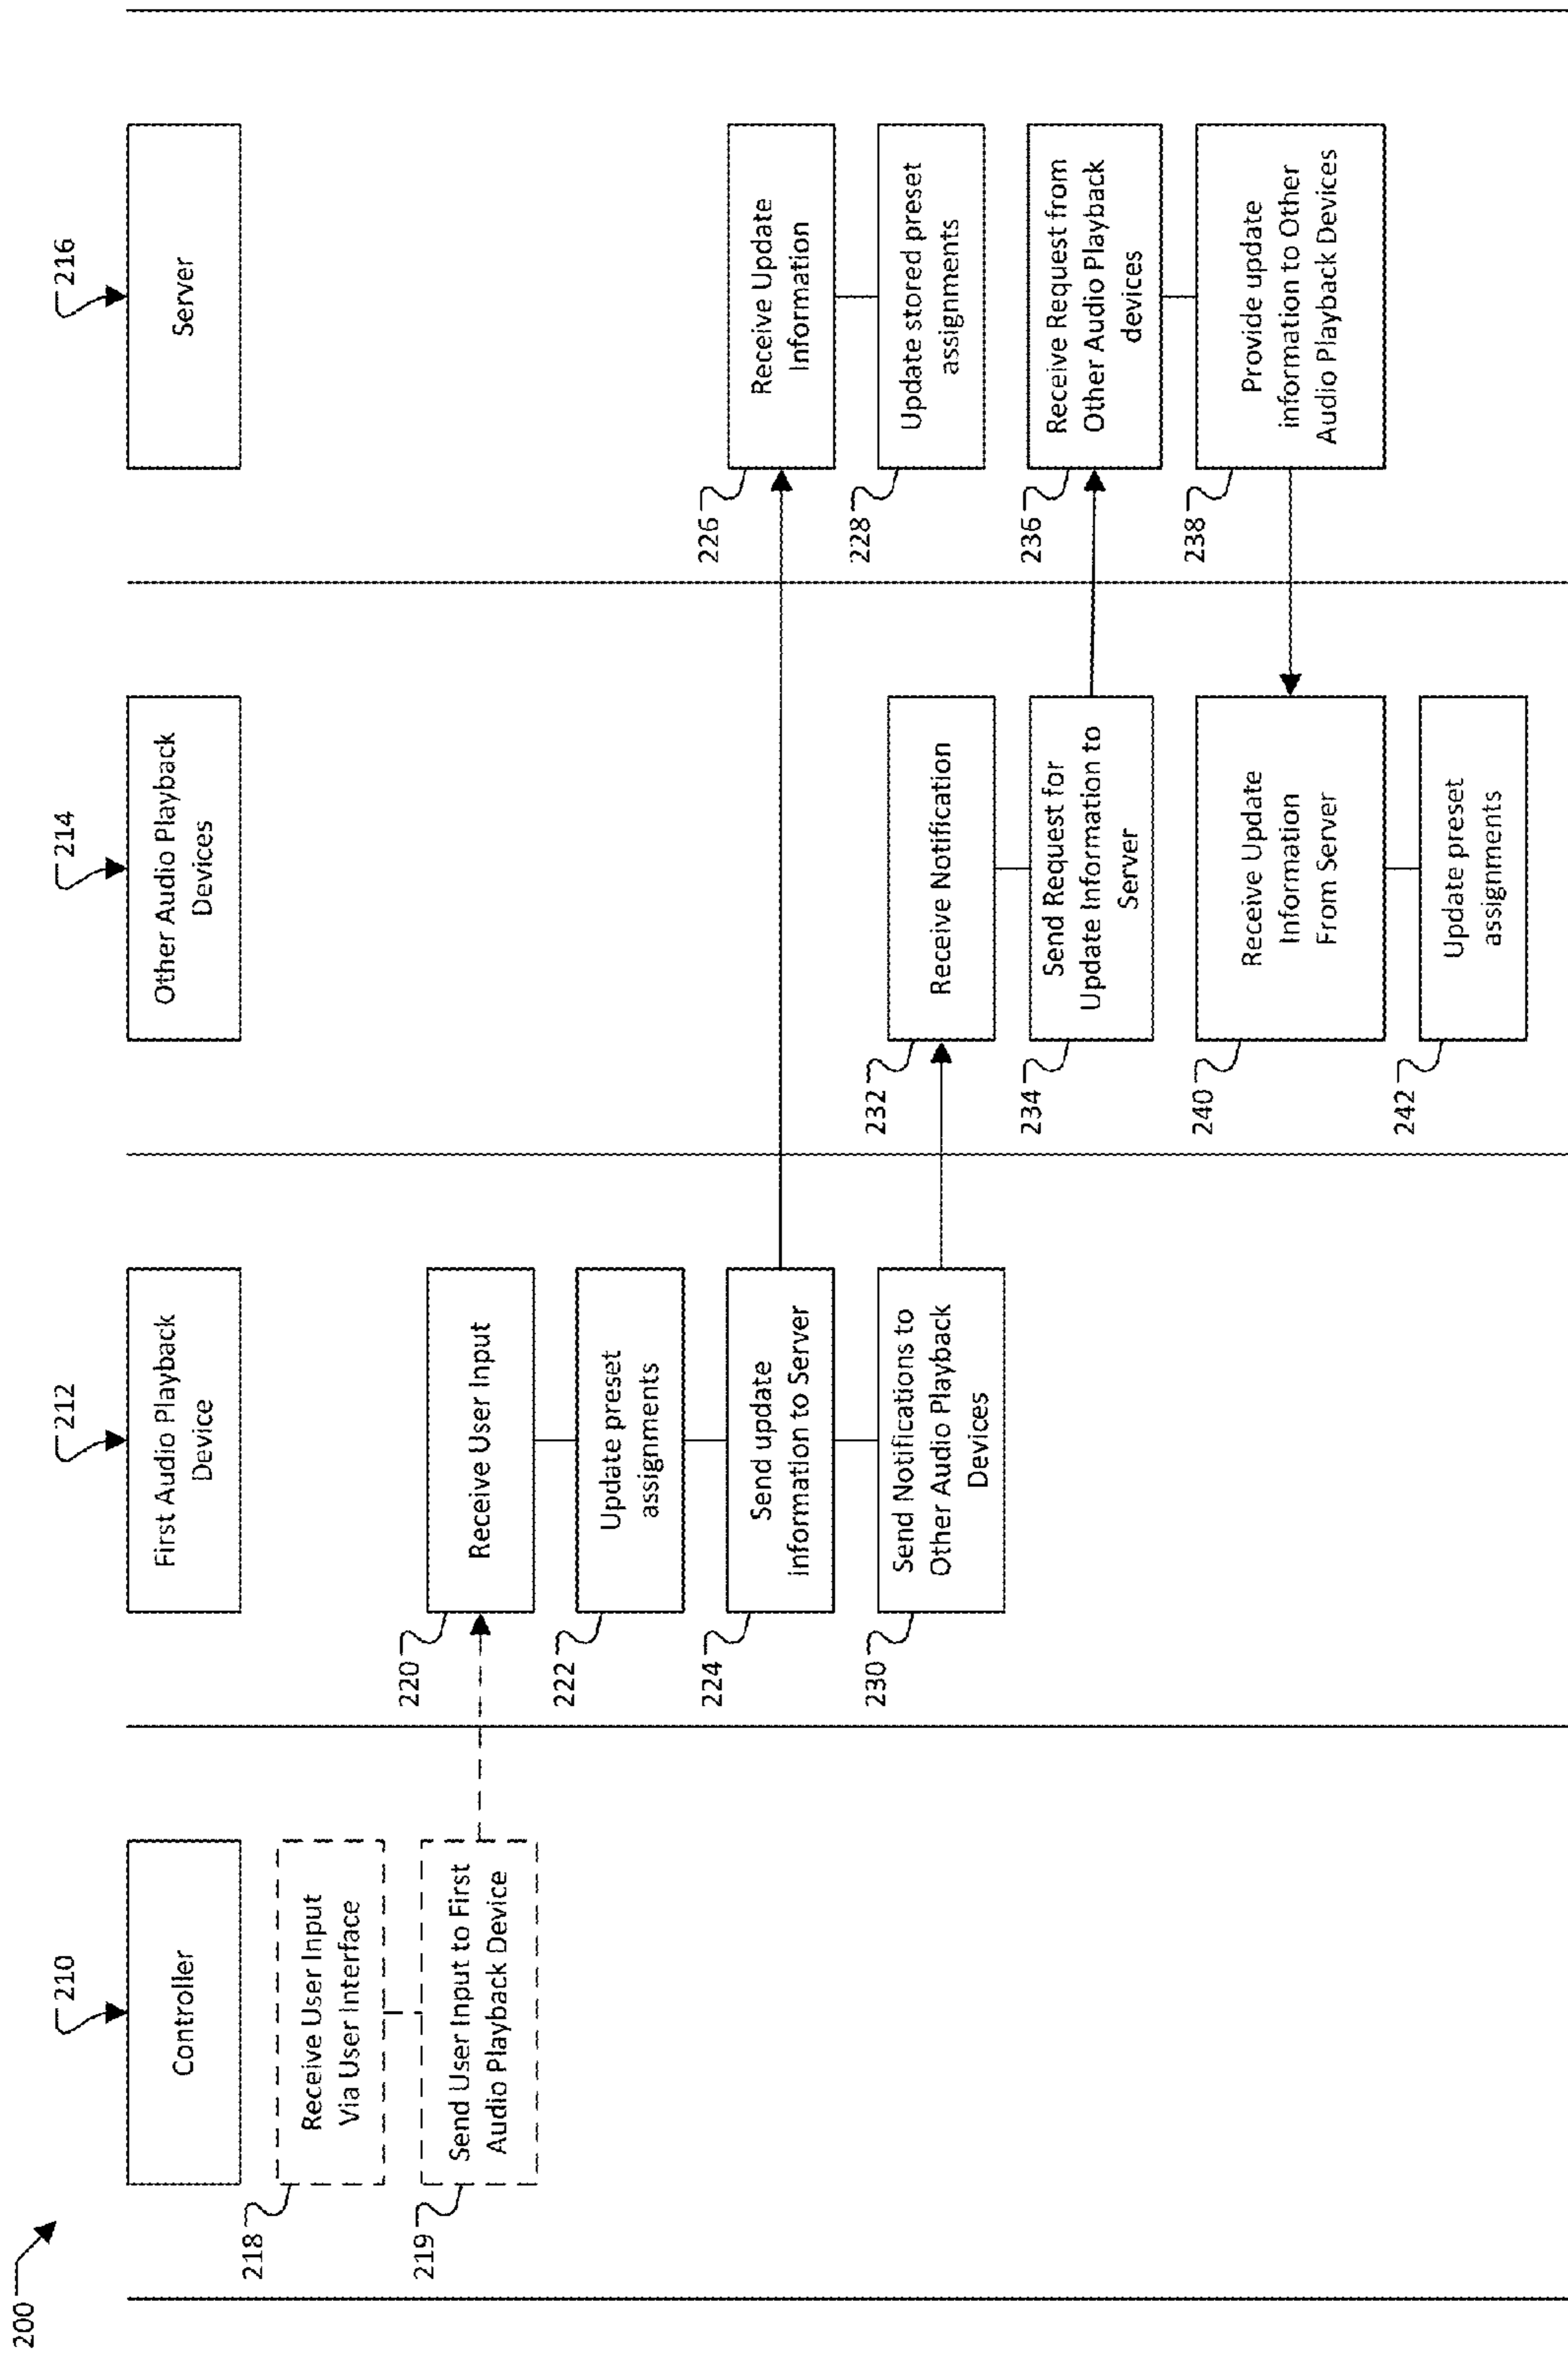 200
210
Controller
212
First Audio Playback
Device
214
Other Audio Playback
Devices
216
Server
218
Receive User Input
Via User Interface
219
Send User Input to First
Audio Playback Device
220
Receive User Input
222
Update preset
assignments
224
Send update
information to Server
226
Receive Update
Information
228
Update stored preset
assignments
230
Send Notifications to
Other Audio Playback
Devices
232
Receive Notification
234
Send Request for
Update Information to
Server
236
Receive Request from
Other Audio Playback
devices
238
Provide update
information to Other
Audio Playback Devices
240
Receive Update
Information
From Server
242
Update preset
assignments